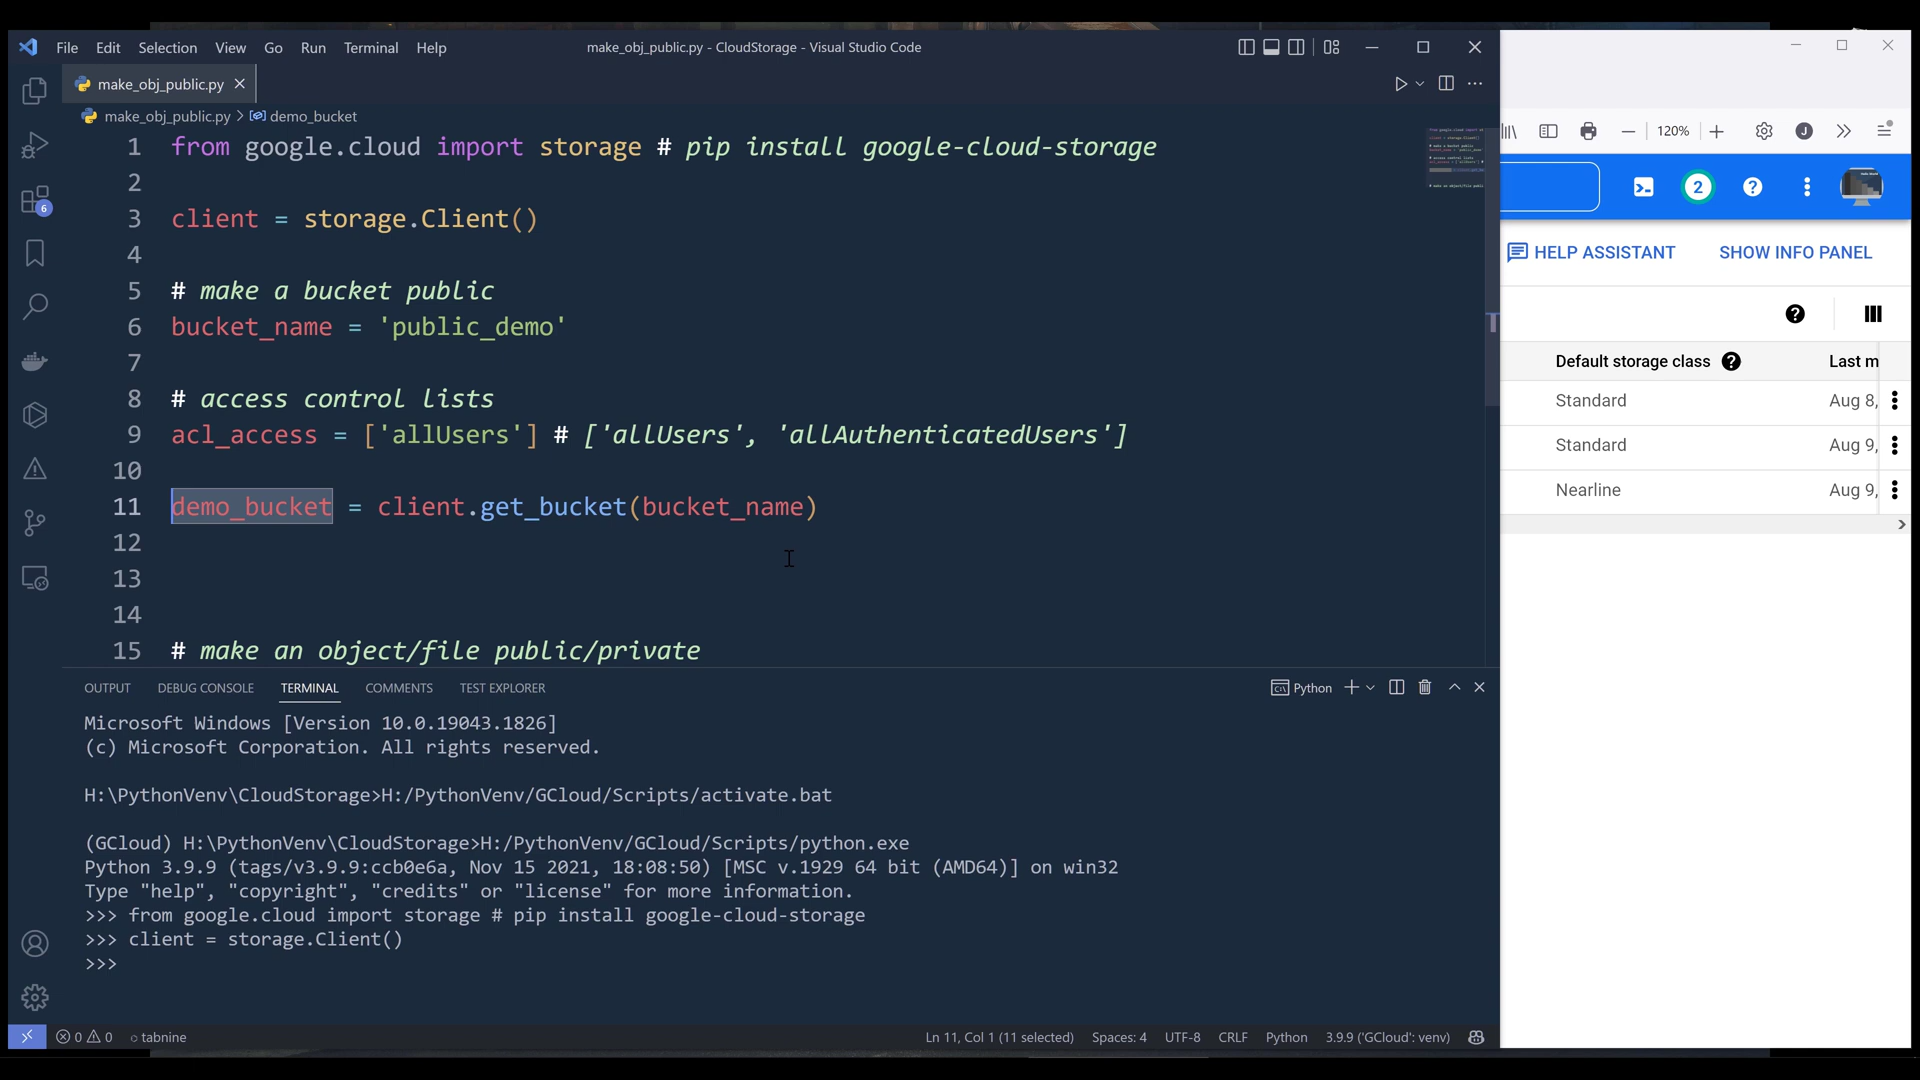 File Edit Selection View Go Run Terminal Help
make_obj_public.py - CloudStorage - Visual Studio Code
make_obj_public.py
make_obj_public.py > demo_bucket
1 from google.cloud import storage # pip install google-cloud-storage
2
3 client = storage.Client()
4
5 # make a bucket public
6 bucket_name = 'public_demo'
7
8 # access control lists
9 acl_access = ['allUsers'] # ['allUsers', 'allAuthenticatedUsers']
10
11 demo_bucket = client.get_bucket(bucket_name)
12
13
14
15 # make an object/file public/private
6
OUTPUT DEBUG CONSOLE TERMINAL COMMENTS TEST EXPLORER
Python
Microsoft Windows [Version 10.0.19043.1826]
(c) Microsoft Corporation. All rights reserved.
H:\PythonVenv\CloudStorage>H:/PythonVenv/GCloud/Scripts/activate.bat
(GCloud) H:\PythonVenv\CloudStorage>H:/PythonVenv/GCloud/Scripts/python.exe
Python 3.9.9 (tags/v3.9.9:ccb0e6a, Nov 15 2021, 18:08:50) [MSC v.1929 64 bit (AMD64)] on win32
Type "help", "copyright", "credits" or "license" for more information.
>>> from google.cloud import storage # pip install google-cloud-storage
>>> client = storage.Client()
>>>
0 0 tabnine
Ln 11, Col 1 (11 selected) Spaces: 4 UTF-8 CRLF Python 3.9.9 ('GCloud': venv)
120% J
2
HELP ASSISTANT SHOW INFO PANEL
Default storage class Last m
Standard Aug 8,
Standard Aug 9,
Nearline Aug 9,